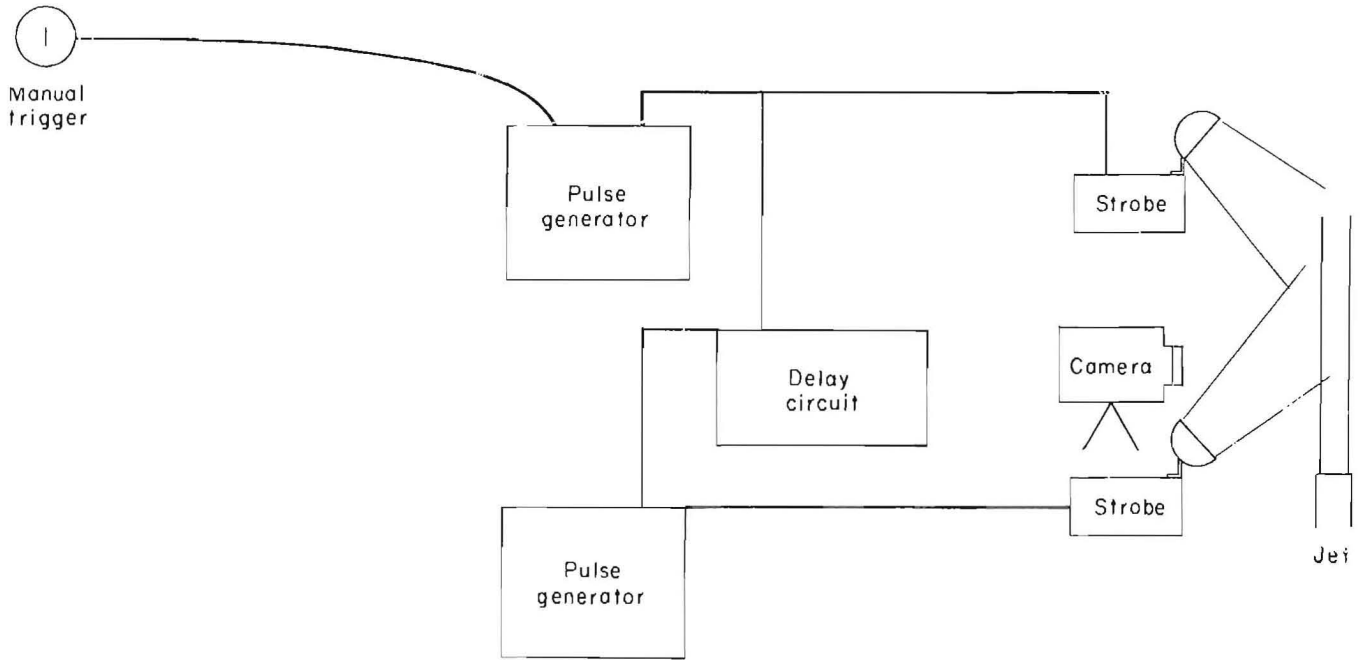 Manual
trigger
Pulse
generator
Strobe
Delay
circuit
Camera
Strobe
Pulse
generator
Jet